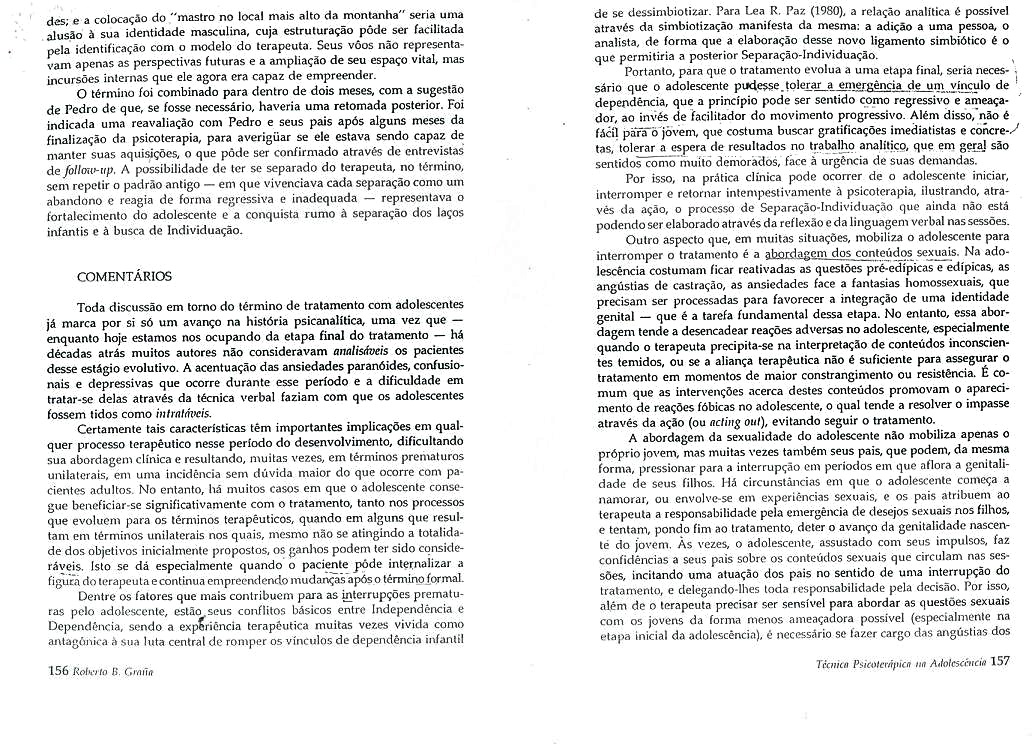 des; e a colocação do "mastro no local mais alto da montanha" seria uma
alusão à sua identidade masculina, cuja estruturação pôde ser facilitada
pela identificação com o modelo do terapeuta. Seus vôos não representa-
vam apenas as perspectivas futuras e a ampliação de seu espaço vital, mas
incursões internas que ele agora era capaz de empreender.
O término foi combinado para dentro de dois meses, com a sugestão
de Pedro de que, se fosse necessário, haveria uma retomada posterior. Foi
indicada uma reavaliação com Pedro e seus pais após alguns meses da
finalização da psicoterapia, para averigüar se ele estava sendo capaz de
manter suas aquisições, o que pôde ser confirmado através de entrevistas
de follow-up. A possibilidade de ter se separado do terapeuta, no término,
sem repetir o padrão antigo — em que vivenciava cada separação como um
abandono e reagia de forma regressiva e inadequada — representava o
fortalecimento do adolescente e a conquista rumo à separação dos laços
infantis e à busca de Individuação.
COMENTÁRIOS
Toda discussão em torno do término de tratamento com adolescentes
já marca por si só um avanço na história psicanalítica, uma vez que —
enquanto hoje estamos nos ocupando da etapa final do tratamento — há
décadas atrás muitos autores não consideravam analisáveis os pacientes
desse estágio evolutivo. A acentuação das ansiedades paranóides, confusio-
nais e depressivas que ocorre durante esse período e a dificuldade em
tratar-se delas através da técnica verbal faziam com que os adolescentes
fossem tidos como intratáveis.
Certamente tais características têm importantes implicações em qual-
quer processo terapêutico nesse período do desenvolvimento, dificultando
sua abordagem clínica e resultando, muitas vezes, em términos prematuros
unilaterais, em uma incidência sem dúvida maior do que ocorre com pa-
cientes adultos. No entanto, há muitos casos em que o adolescente conse-
gue beneficiar-se significativamente com o tratamento, tanto nos processos
que evoluem para os términos terapêuticos, quando em alguns que resul-
tam em términos unilaterais nos quais, mesmo não se atingindo a totalida-
de dos objetivos inicialmente propostos, os ganhos podem ter sido conside-
ráveis. Isto se dá especialmente quando o paciente pôde internalizar a
figura do terapeuta e continua empreendendo mudanças após o término formal.
Dentre os fatores que mais contribuem para as interrupções prematu-
ras pelo adolescente, estão seus conflitos básicos entre Independência e
Dependência, sendo a experiência terapêutica muitas vezes vivida como
antagônica à sua luta central de romper os vínculos de dependência infantil
156 Roberto B. Graña
de se dessimbiotizar. Para Lea R. Paz (1980), a relação analítica é possível
através da simbiotização manifesta da mesma: a adição a uma pessoa, o
analista, de forma que a elaboração desse novo ligamento simbiótico é o
que permitiria a posterior Separação-Individuação.
Portanto, para que o tratamento evolua a uma etapa final, seria neces-
sário que o adolescente pudesse tolerar a emergência de um vínculo de
dependência, que a princípio pode ser sentido como regressivo e ameaça-
dor, ao invés de facilitador do movimento progressivo. Além disso, não é
fácil para o jovem, que costuma buscar gratificações imediatistas e concre-
tas, tolerar a espera de resultados no trabalho analítico, que em geral são
sentidos como muito demorados, face à urgência de suas demandas.
Por isso, na prática clínica pode ocorrer de o adolescente iniciar,
interromper e retornar intempestivamente à psicoterapia, ilustrando, atra-
vés da ação, o processo de Separação-Individuação que ainda não está
podendo ser elaborado através da reflexão e da linguagem verbal nas sessões.
Outro aspecto que, em muitas situações, mobiliza o adolescente para
interromper o tratamento é a abordagem dos conteúdos sexuais. Na ado-
lescência costumam ficar reativadas as questões pré-edípicas e edípicas, as
angústias de castração, as ansiedades face a fantasias homossexuais, que
precisam ser processadas para favorecer a integração de uma identidade
genital — que é a tarefa fundamental dessa etapa. No entanto, essa abor-
dagem tende a desencadear reações adversas no adolescente, especialmente
quando o terapeuta precipita-se na interpretação de conteúdos inconscien-
tes temidos, ou se a aliança terapêutica não é suficiente para assegurar o
tratamento em momentos de maior constrangimento ou resistência. É co-
mum que as intervenções acerca destes conteúdos promovam o apareci-
mento de reações fóbicas no adolescente, o qual tende a resolver o impasse
através da ação (ou acting out), evitando seguir o tratamento.
A abordagem da sexualidade do adolescente não mobiliza apenas o
próprio jovem, mas muitas vezes também seus pais, que podem, da mesma
forma, pressionar para a interrupção em períodos em que aflora a genitali-
dade de seus filhos. Há circunstâncias em que o adolescente começa a
namorar, ou envolve-se em experiências sexuais, e os pais atribuem ao
terapeuta a responsabilidade pela emergência de desejos sexuais nos filhos,
e tentam, pondo fim ao tratamento, deter o avanço da genitalidade nascen-
te do jovem. Às vezes, o adolescente, assustado com seus impulsos, faz
confidências a seus pais sobre os conteúdos sexuais que circulam nas ses-
sões, incitando uma atuação dos pais no sentido de uma interrupção do
tratamento, e delegando-lhes toda responsabilidade pela decisão. Por isso,
além de o terapeuta precisar ser sensível para abordar as questões sexuais
com os jovens da forma menos ameaçadora possível (especialmente na
etapa inicial da adolescência), é necessário se fazer cargo das angústias dos
Técnica Psicoterápica na Adolescência 157